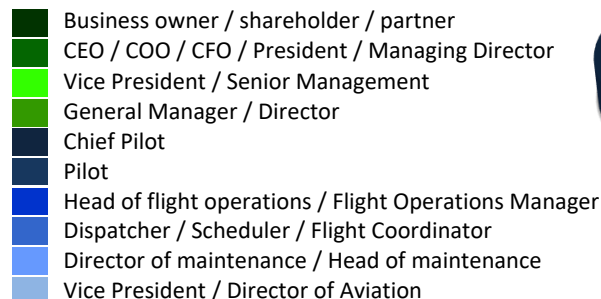 Business owner / shareholder / partner
CEO / COO / CFO / President / Managing Director
Vice President / Senior Management
General Manager / Director
Chief Pilot
Pilot
Head of flight operations / Flight Operations Manager
Dispatcher / Scheduler / Flight Coordinator
Director of maintenance / Head of maintenance
Vice President / Director of Aviation